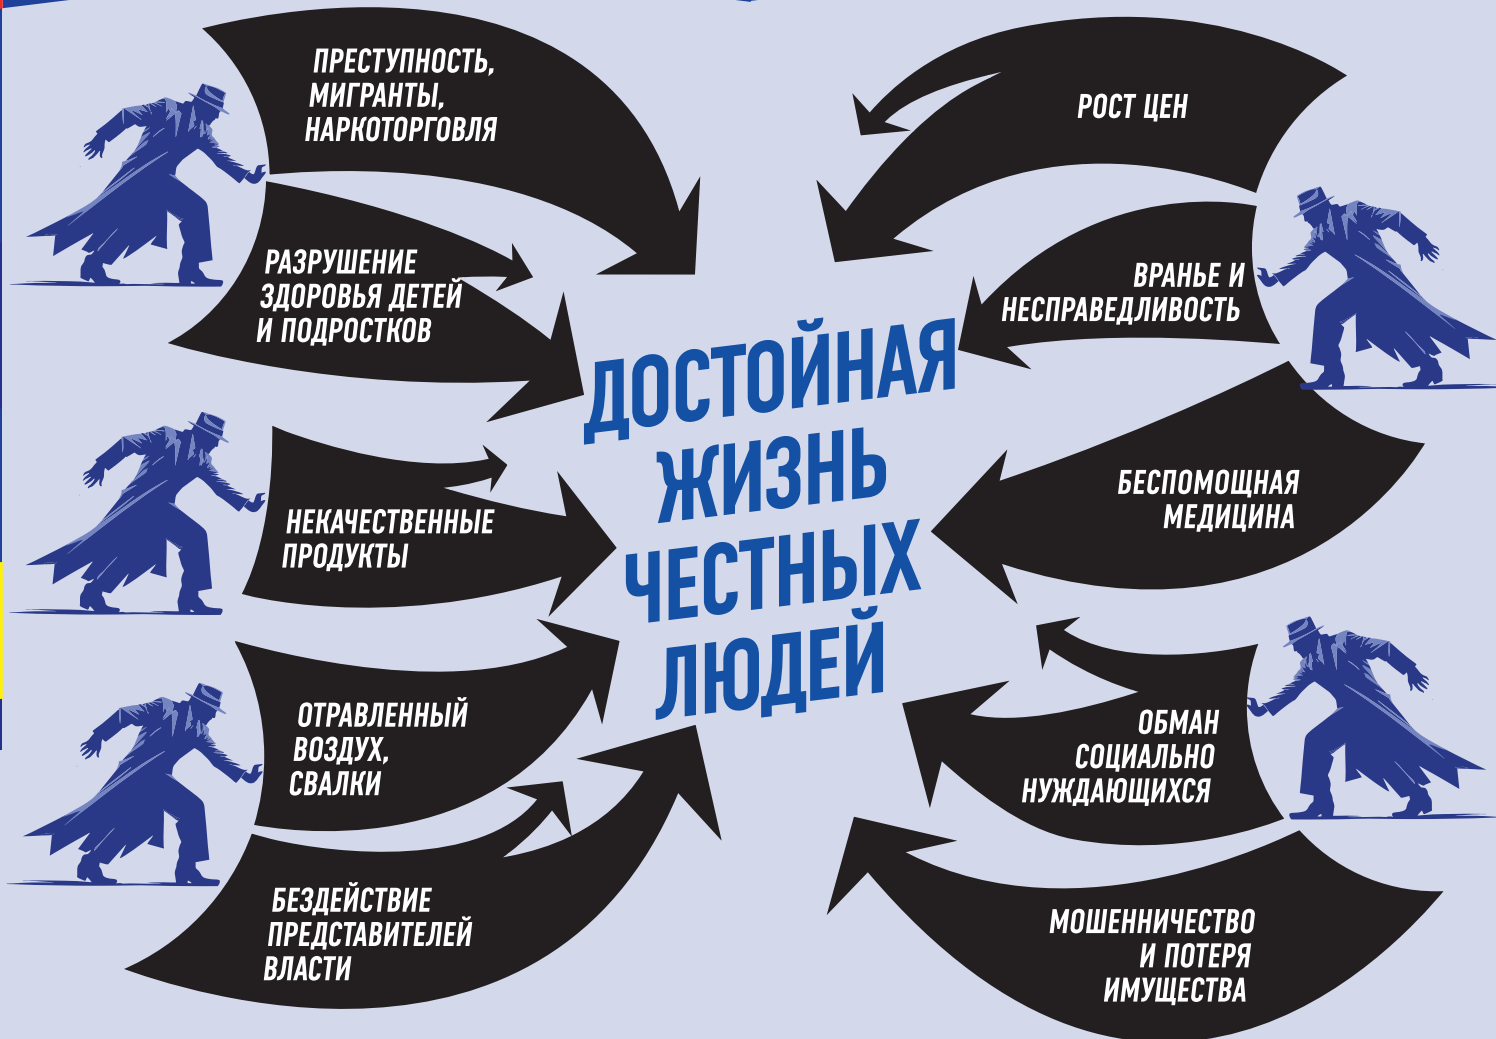 ПРЕСТУПНОСТЬ,
МИГРАНТЫ,
НАРКОТОРГОВЛЯ
РАЗРУШЕНИЕ
ЗДОРОВЬЯ ДЕТЕЙ
И ПОДРОСТКОВ
НЕКАЧЕСТВЕННЫЕ
ПРОДУКТЫ
ОТРАВЛЕННЫЙ
ВОЗДУХ,
СВАЛКИ
БЕЗДЕЙСТВИЕ
ПРЕДСТАВИТЕЛЕЙ
ВЛАСТИ
ДОСТОЙНАЯ
ЖИЗНЬ
ЧЕСТНЫХ
ЛЮДЕЙ
РОСТ ЦЕН
ВРАНЬЕ И
НЕСПРАВЕДЛИВОСТЬ
БЕСПОМОЩНАЯ
МЕДИЦИНА
ОБМАН
СОЦИАЛЬНО
НУЖДАЮЩИХСЯ
МОШЕННИЧЕСТВО
И ПОТЕРЯ
ИМУЩЕСТВА